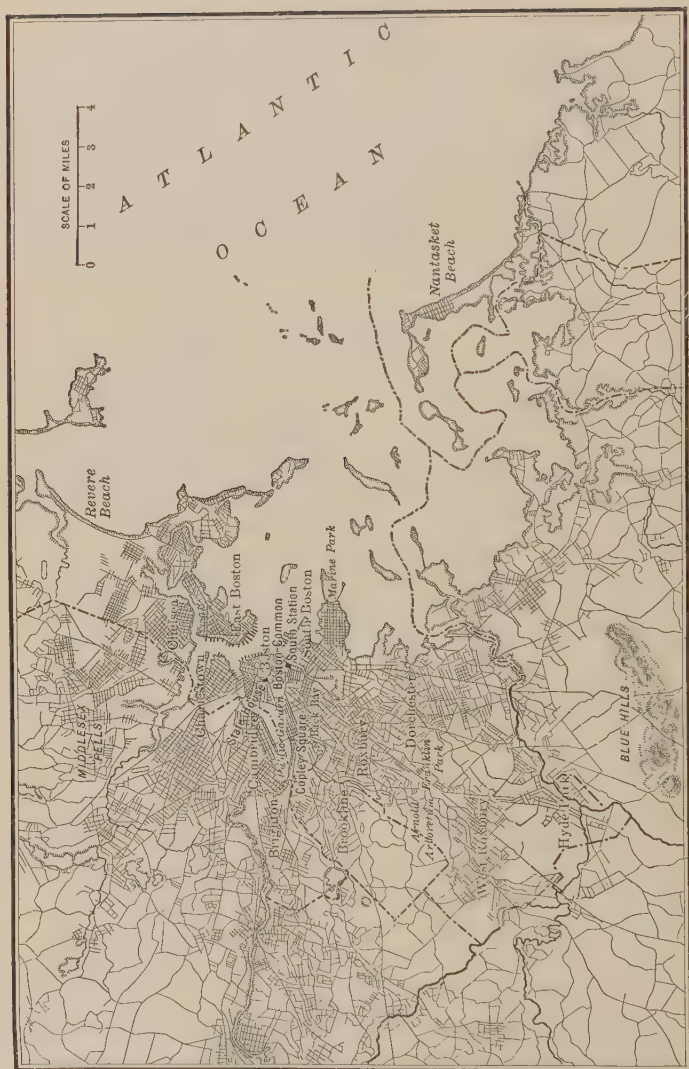 SCALE OF MILES
0 1 2 3 4
ATLANTIC
OCEAN
Revere
Beach
MIDDLESEX
FELLS
Chelsea
Charlestown
East Boston
Cambridge
Boston
Boston Common
South Station
South Boston
Marine Park
Copley Square
Back Bay
Brighton
Brookline
Roxbury
Dorchester
Franklin
Park
Arnold
Arboretum
West Roxbury
Hyde Park
BLUE HILLS
Nantasket
Beach